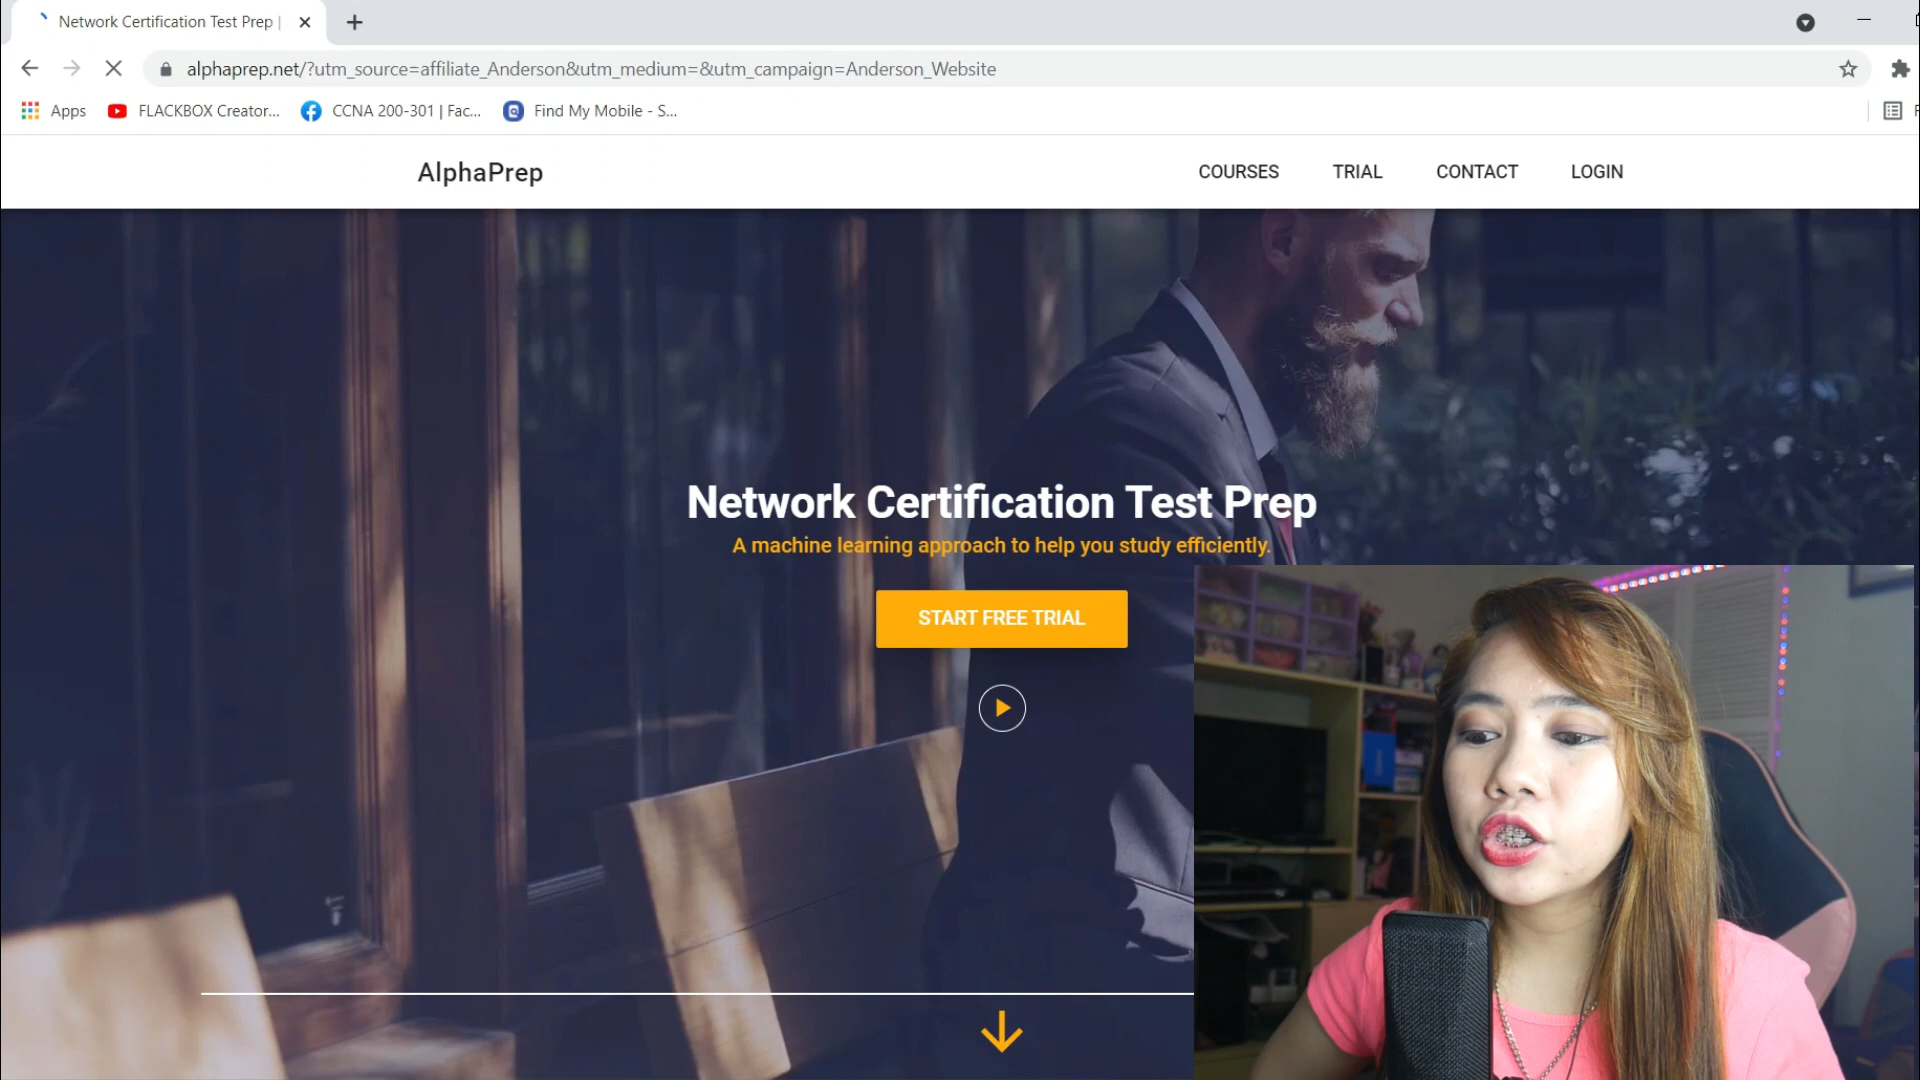 Network Certification Test Prep |
alphaprep.net/?utm_source=affiliate_Anderson&utm_medium=&utm_campaign=Anderson_Website
Apps
FLACKBOX Creator...
CCNA 200-301 | Fac...
Find My Mobile - S...
AlphaPrep
COURSES
TRIAL
CONTACT
LOGIN
Network Certification Test Prep
A machine learning approach to help you study efficiently.
START FREE TRIAL